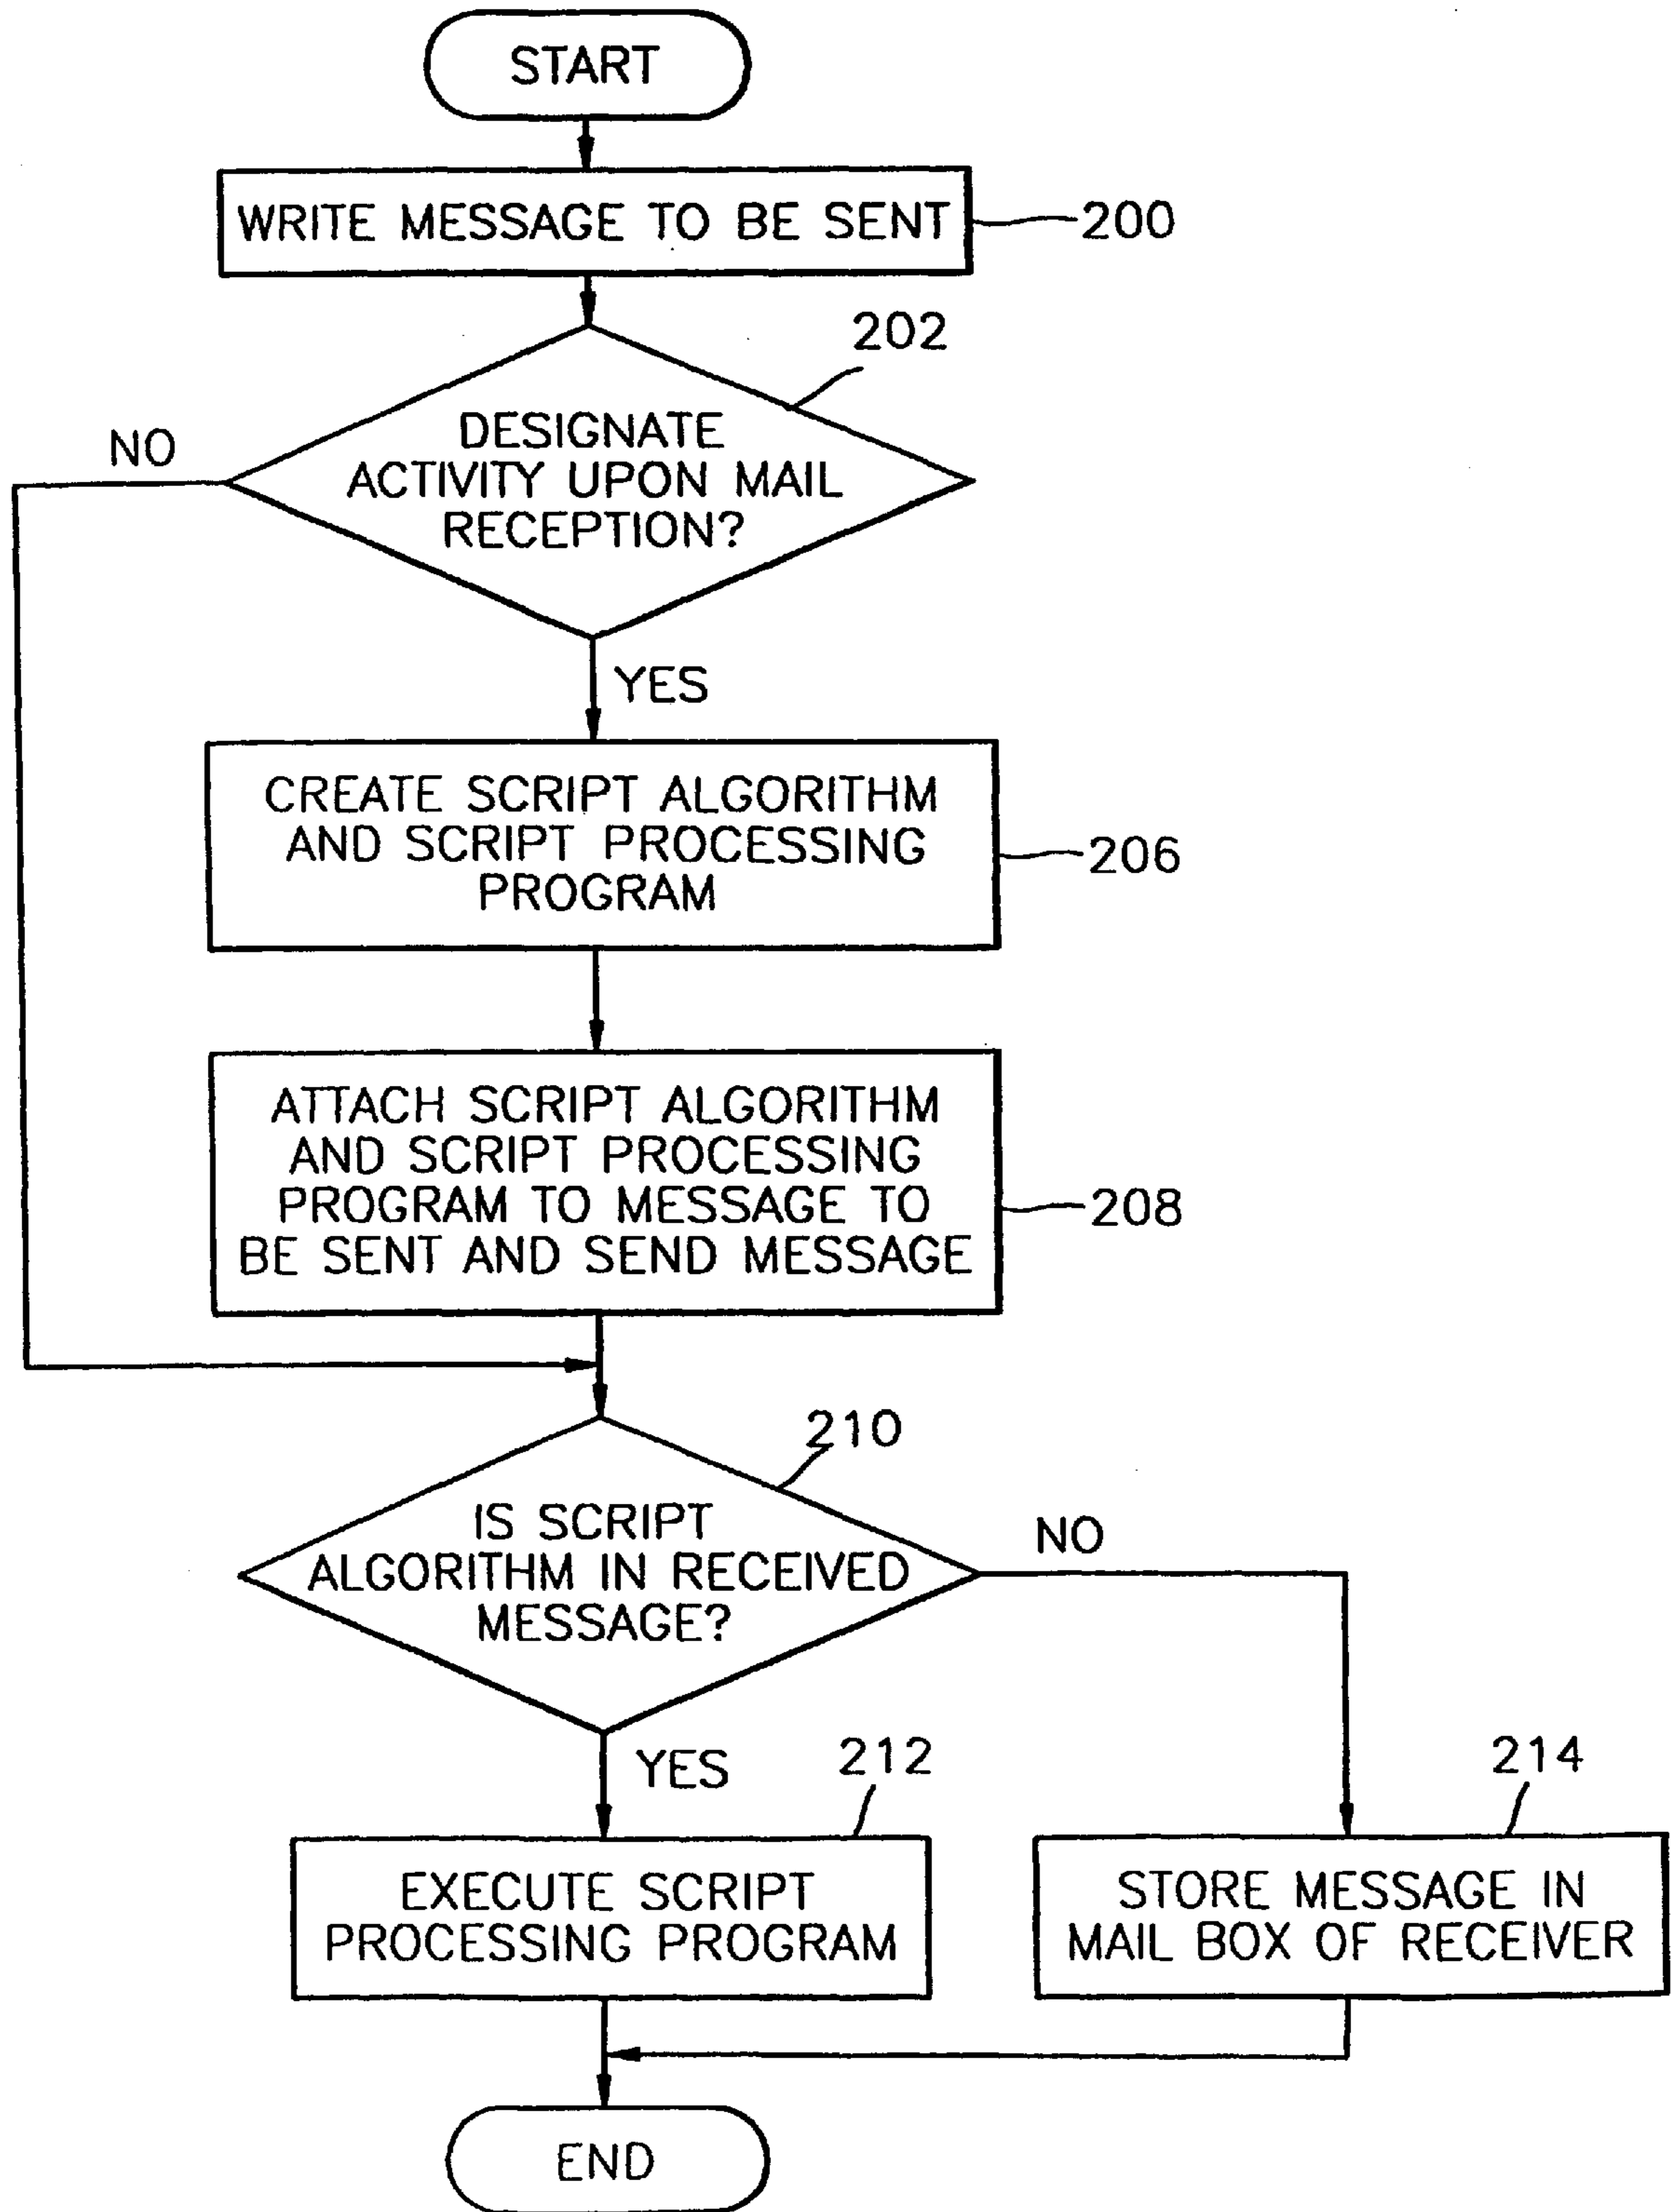 START
WRITE MESSAGE TO BE SENT
200
202
DESIGNATE
ACTIVITY UPON MAIL
RECEPTION?
NO
YES
CREATE SCRIPT ALGORITHM
AND SCRIPT PROCESSING
PROGRAM
206
ATTACH SCRIPT ALGORITHM
AND SCRIPT PROCESSING
PROGRAM TO MESSAGE TO
BE SENT AND SEND MESSAGE
208
210
IS SCRIPT
ALGORITHM IN RECEIVED
MESSAGE?
NO
YES
212
214
EXECUTE SCRIPT
PROCESSING PROGRAM
STORE MESSAGE IN
MAIL BOX OF RECEIVER
END